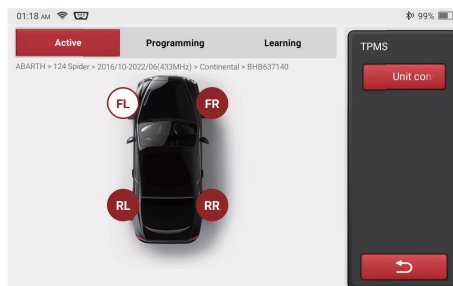 01:18 AM 99%
Active Programming Learning TPMS
ABARTH > 124 Spider > 2016/10-2022/06(433MHz) > Continental > BHB637140
Unit con
FL FR
RL RR